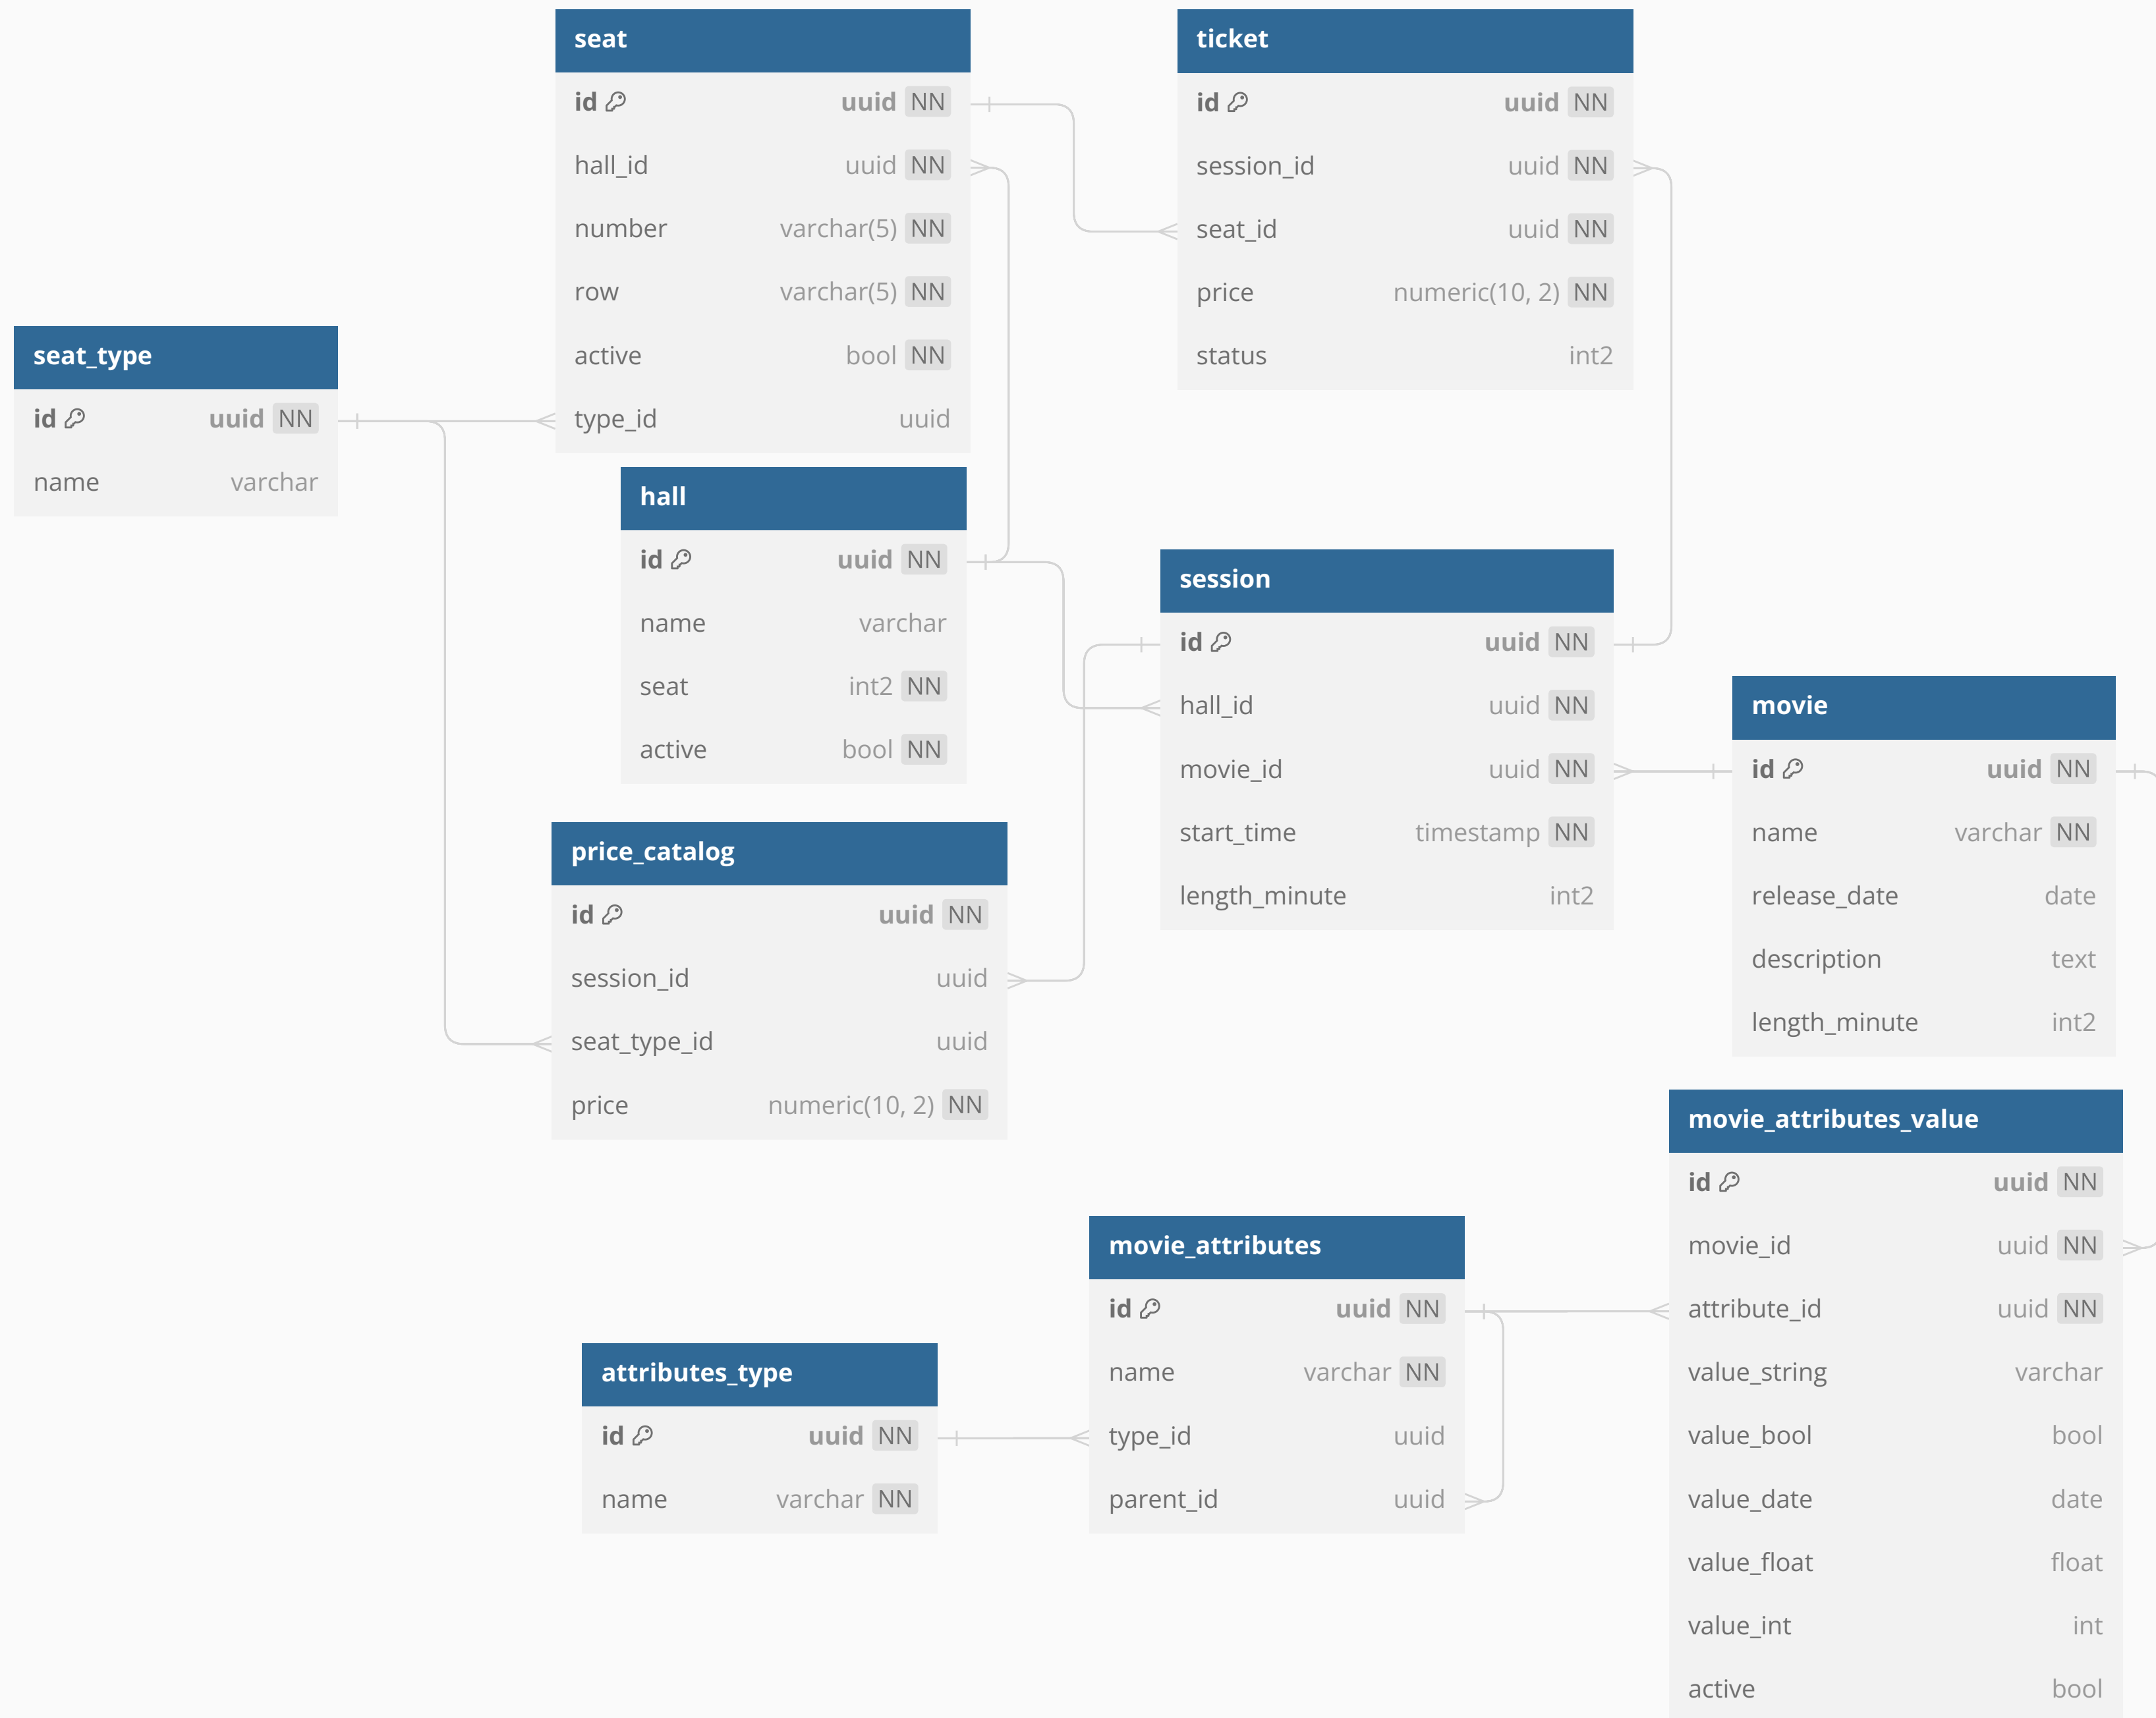 seat
id uuid NN
hall_id uuid NN
number varchar(5) NN
row varchar(5) NN
active bool NN
type_id uuid
ticket
id uuid NN
session_id uuid NN
seat_id uuid NN
price numeric(10, 2) NN
status int2
seat_type
id uuid NN
name varchar
hall
id uuid NN
name varchar
seat int2 NN
active bool NN
session
id uuid NN
hall_id uuid NN
movie_id uuid NN
start_time timestamp NN
length_minute int2
movie
id uuid NN
name varchar NN
release_date date
description text
length_minute int2
price_catalog
id uuid NN
session_id uuid
seat_type_id uuid
price numeric(10, 2) NN
movie_attributes_value
id uuid NN
movie_id uuid NN
attribute_id uuid NN
value_string varchar
value_bool bool
value_date date
value_float float
value_int int
active bool
movie_attributes
id uuid NN
name varchar NN
type_id uuid
parent_id uuid
attributes_type
id uuid NN
name varchar NN